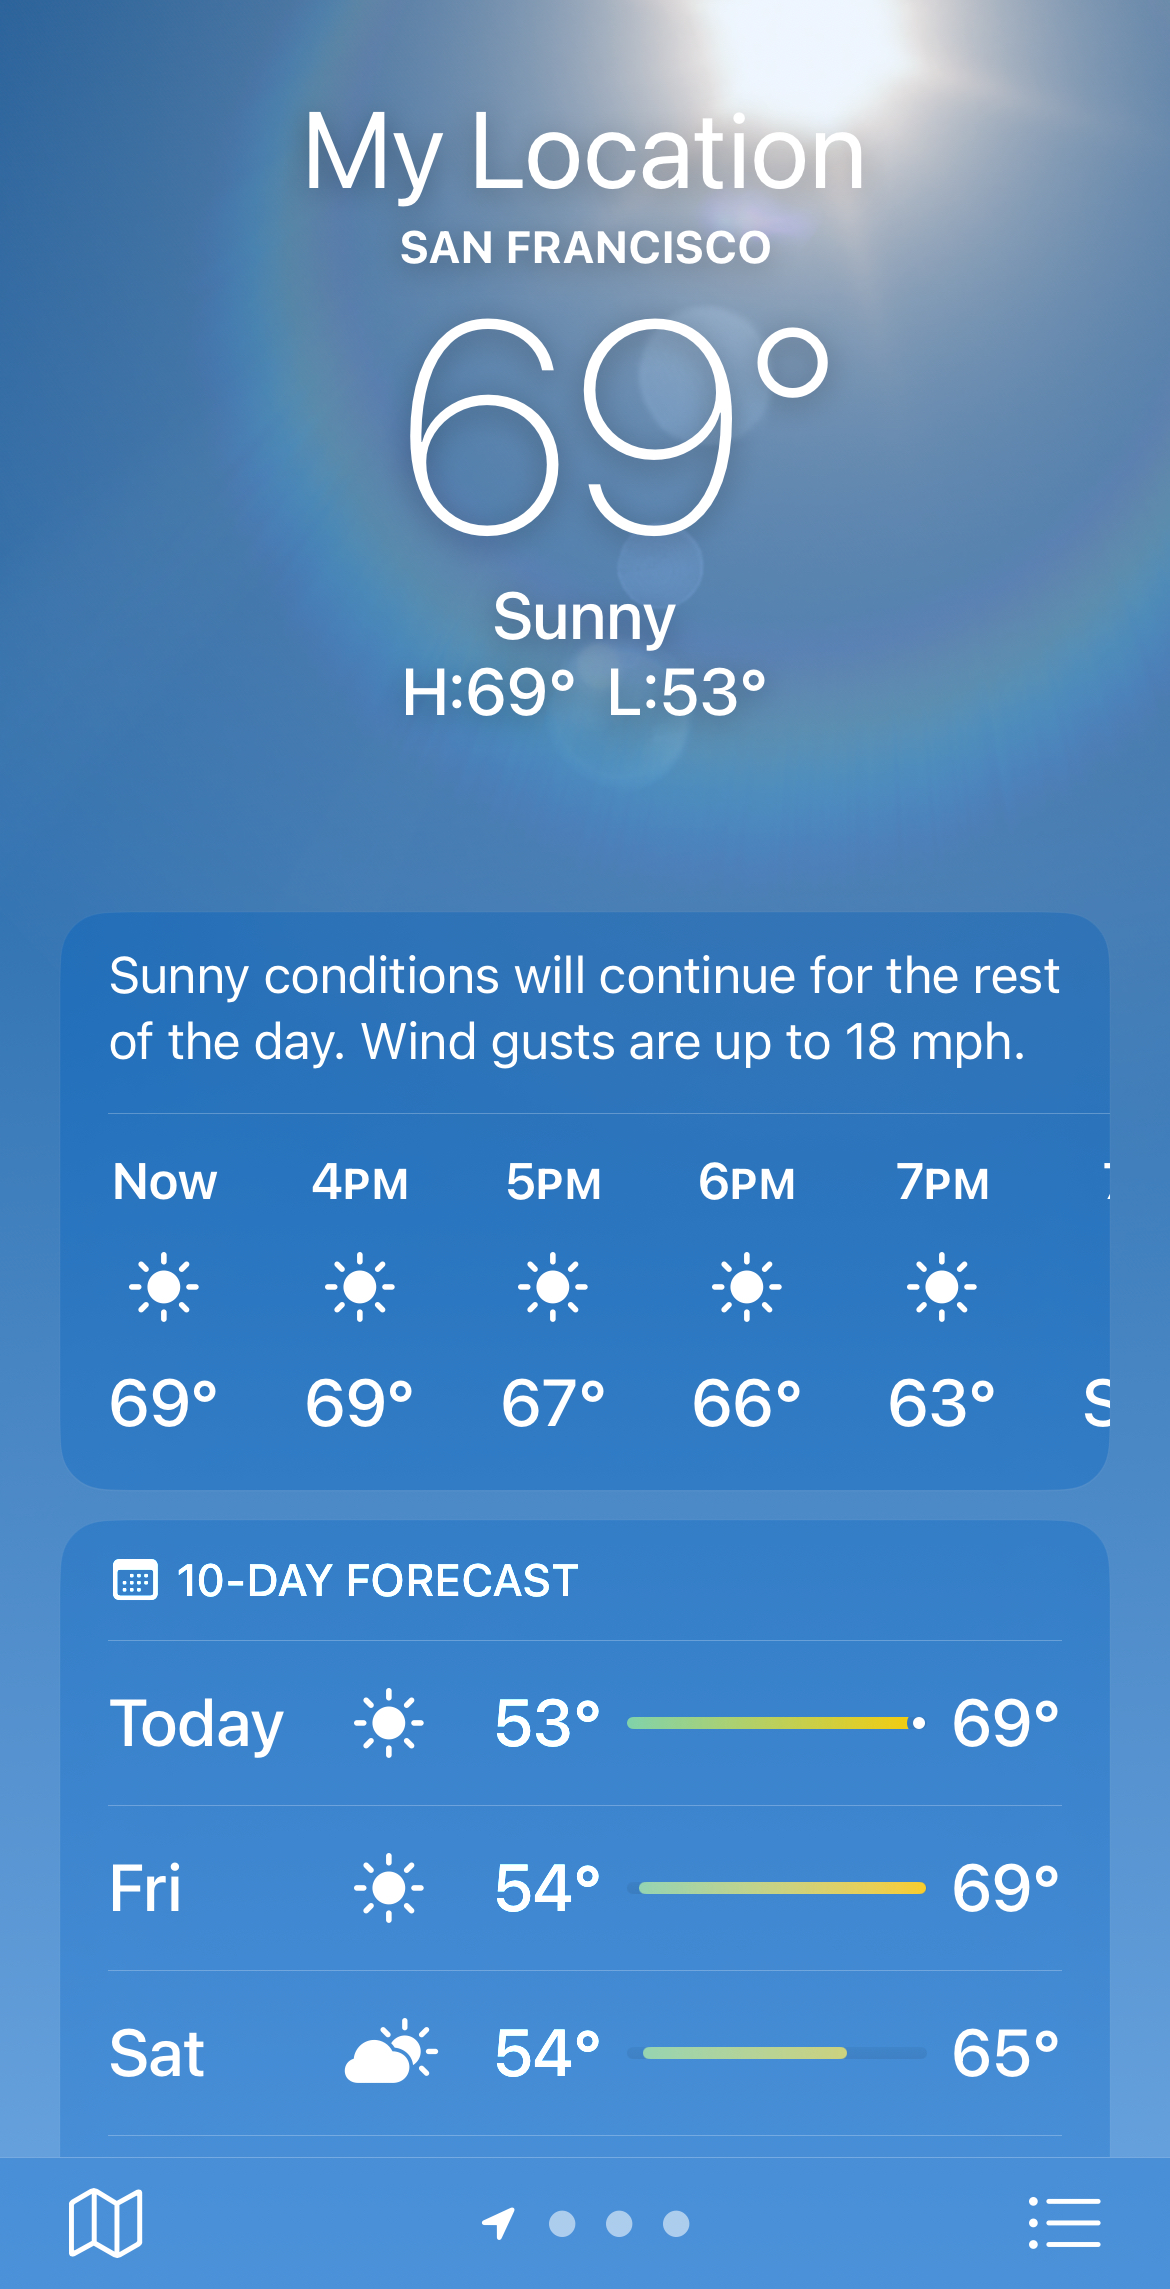 My Location
SAN FRANCISCO
69°
Sunny
H:69° L:53°
Sunny conditions will continue for the rest
of the day. Wind gusts are up to 18 mph.
Now 4PM 5PM 6PM 7PM
69° 69° 67° 66° 63°
10-DAY FORECAST
Today 53° 69°
Fri 54° 69°
Sat 54° 65°